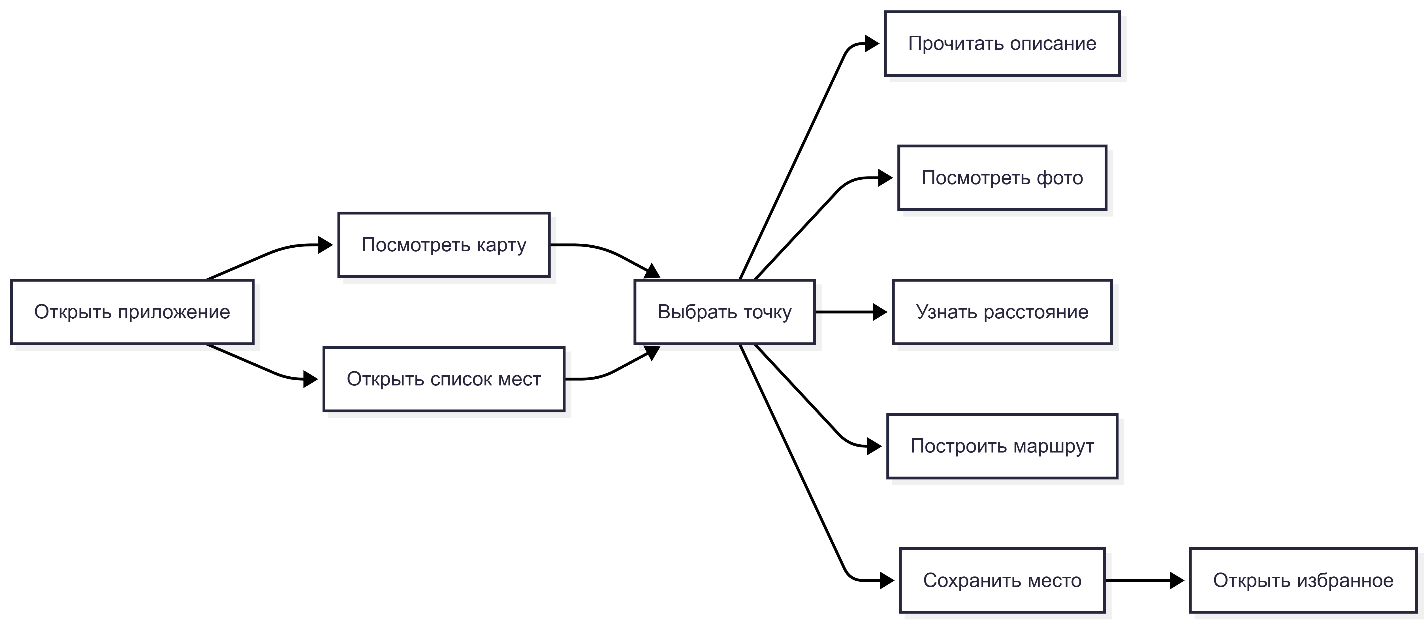 Открыть приложение
Посмотреть карту
Открыть список мест
Выбрать точку
Прочитать описание
Посмотреть фото
Узнать расстояние
Построить маршрут
Сохранить место
Открыть избранное